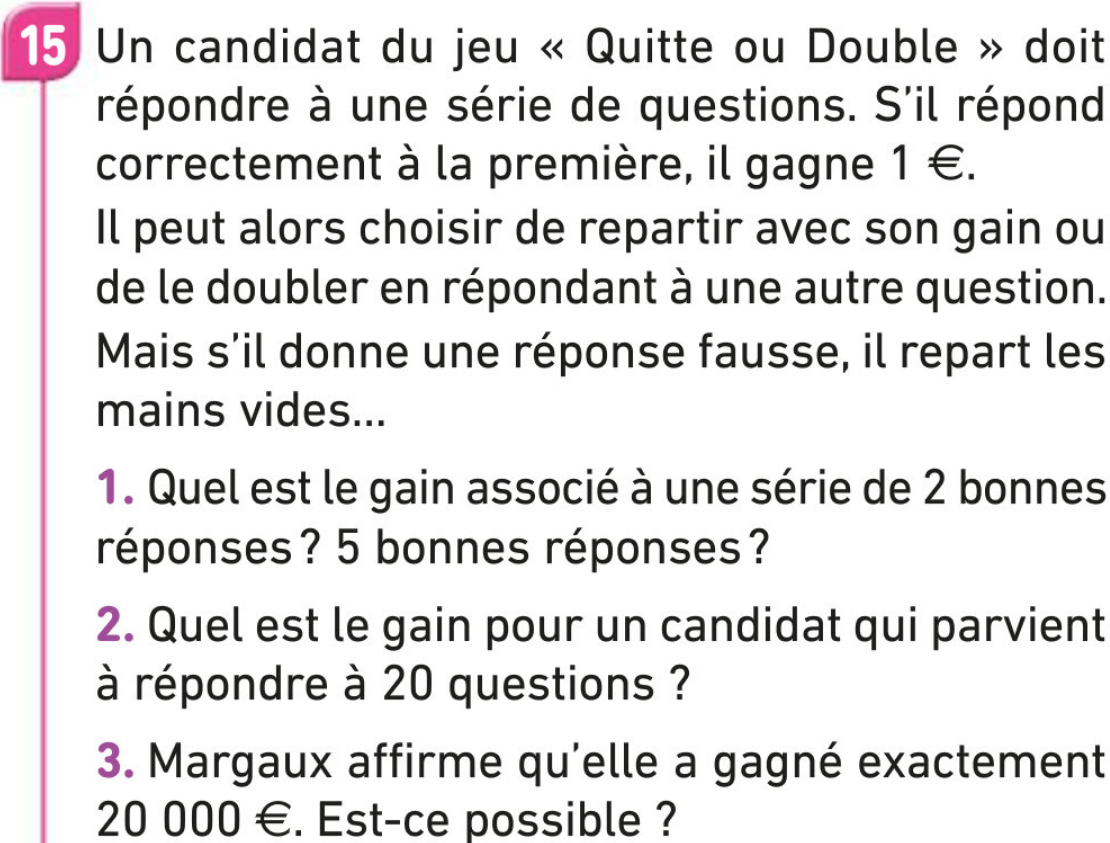 15 Un candidat du jeu « Quitte ou Double » doit
répondre à une série de questions. S'il répond
correctement à la première, il gagne 1 €.
Il peut alors choisir de repartir avec son gain ou
de le doubler en répondant à une autre question.
Mais s'il donne une réponse fausse, il repart les
mains vides...
1. Quel est le gain associé à une série de 2 bonnes
réponses ? 5 bonnes réponses ?
2. Quel est le gain pour un candidat qui parvient
à répondre à 20 questions ?
3. Margaux affirme qu'elle a gagné exactement
20 000 €. Est-ce possible ?